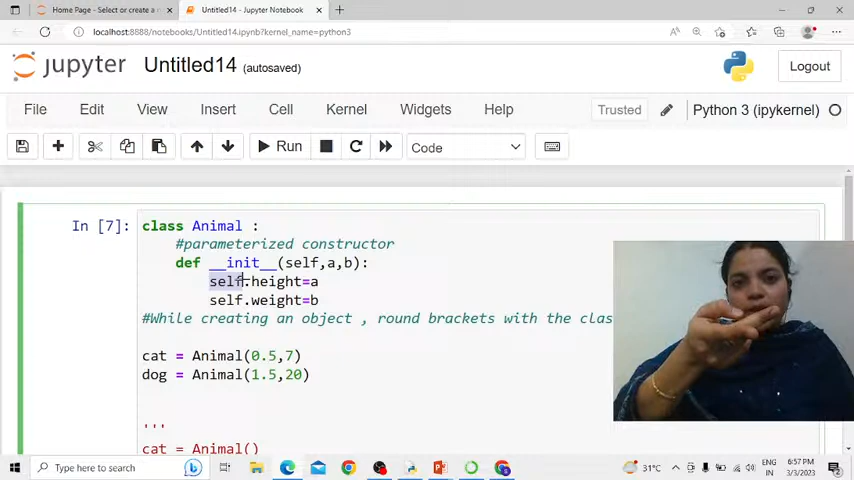 Home Page - Select or create a n
Untitled14 - Jupyter Notebook
localhost:8888/notebooks/Untitled14.ipynb?kernel_name=python3
jupyter Untitled14 (autosaved)
Logout
File Edit View Insert Cell Kernel Widgets Help Trusted Python 3 (ipykernel)
Run Code
In [7]: class Animal :
#parameterized constructor
def __init__(self,a,b):
self.height=a
self.weight=b
#While creating an object , round brackets with the clas
cat = Animal(0.5,7)
dog = Animal(1.5,20)
'''
cat = Animal()
Type here to search
31°C
ENG
IN
6:57 PM
3/3/2023